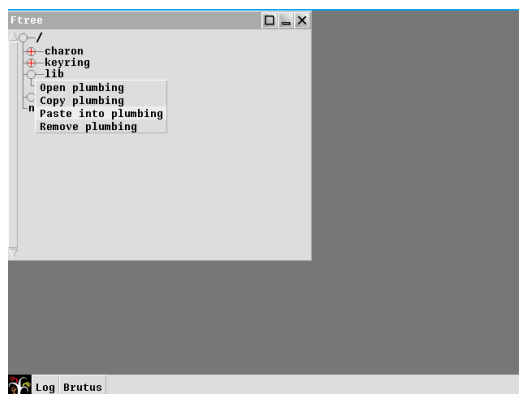 Ftree
/
charon
keyring
lib
Open plumbing
Copy plumbing
Paste into plumbing
Remove plumbing
n
Log Brutus